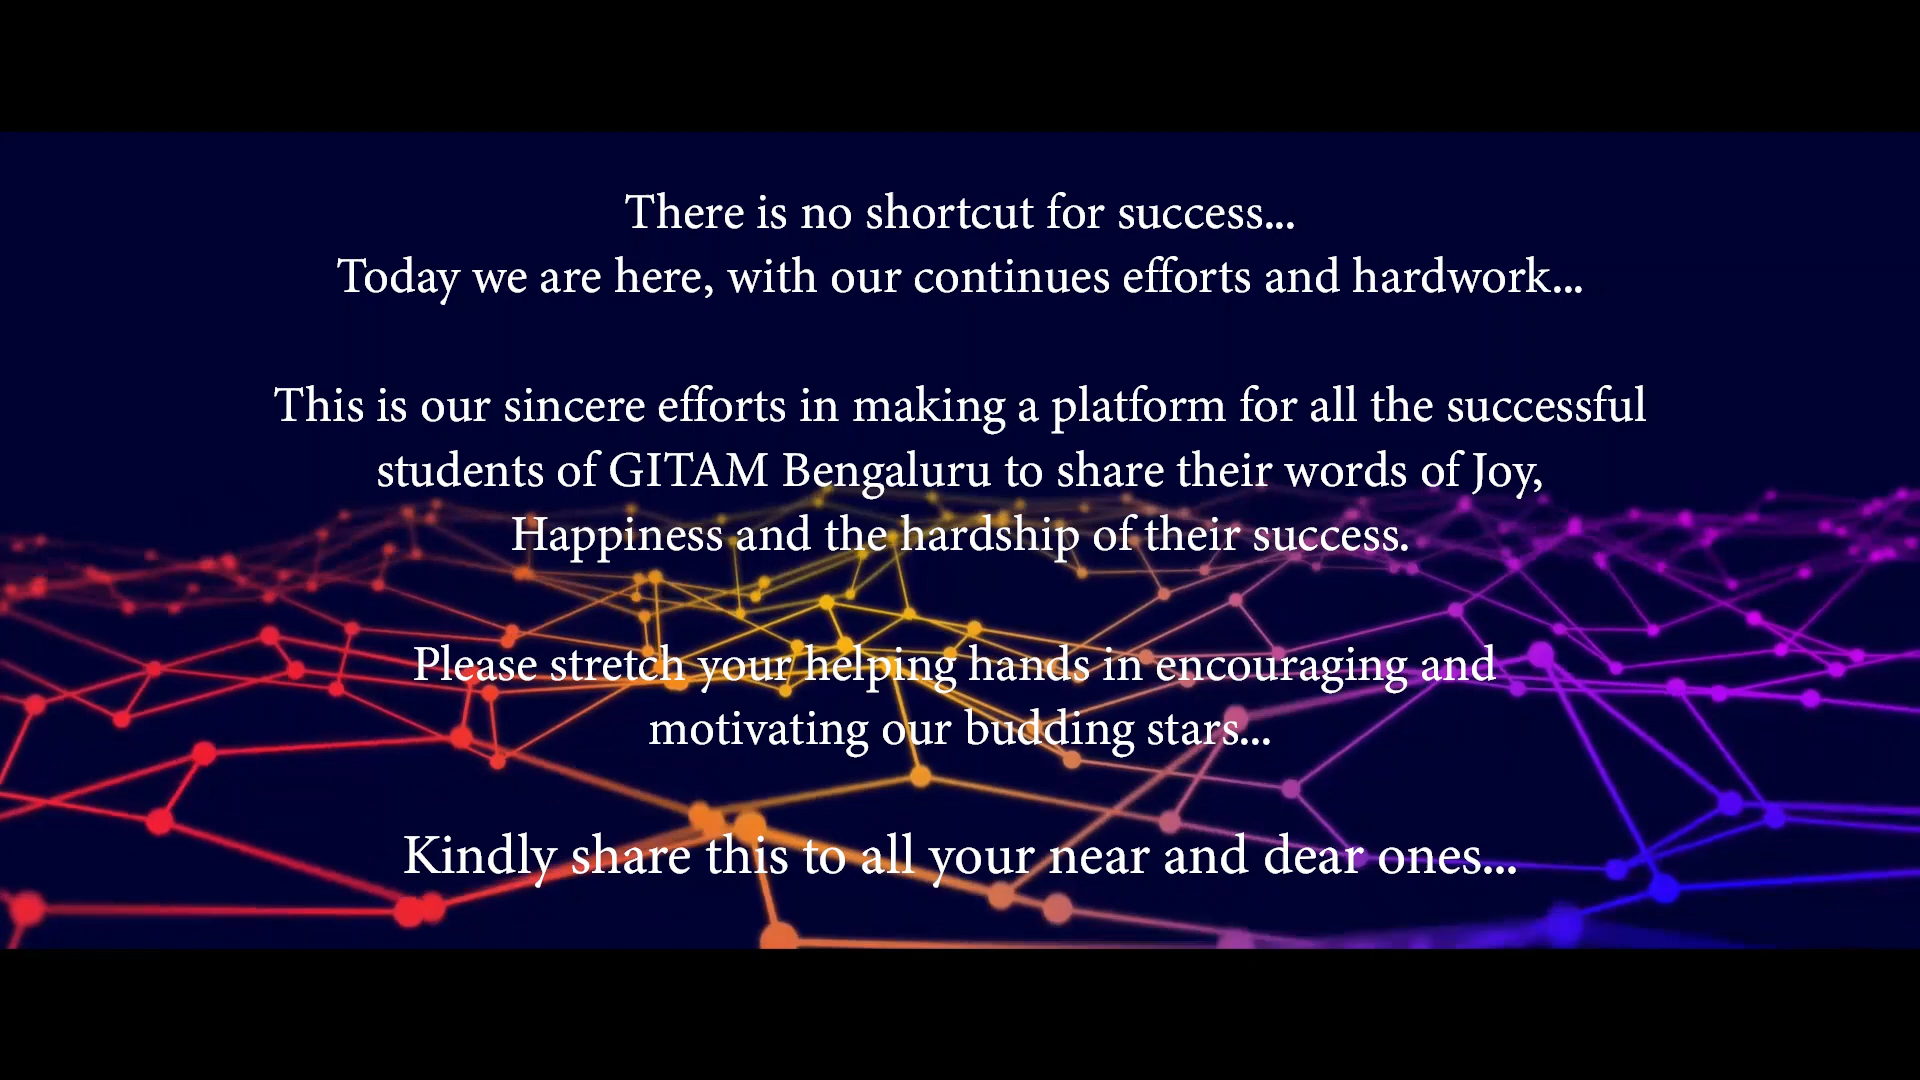 There is no shortcut for success...
Today we are here, with our continues efforts and hardwork...
This is our sincere efforts in making a platform for all the successful
students of GITAM Bengaluru to share their words of Joy,
Happiness and the hardship of their success.
Please stretch your helping hands in encouraging and
motivating our budding stars...
Kindly share this to all your near and dear ones...